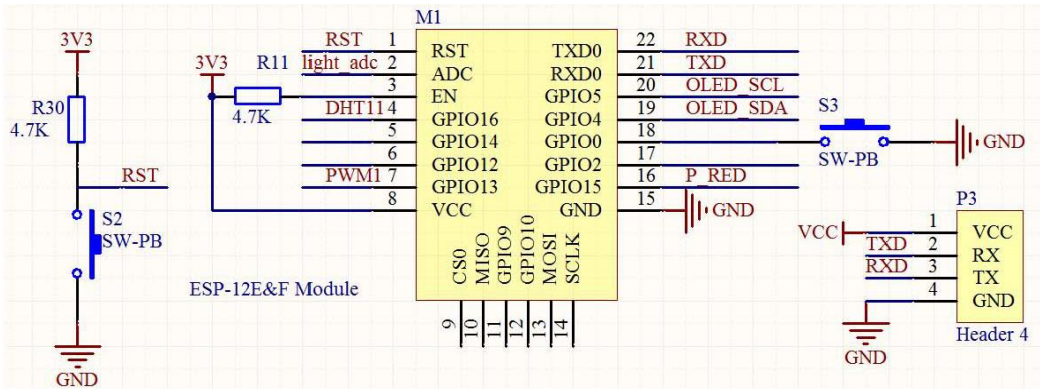 M1
3V3
R30
4.7K
RST
S2
SW-PB
GND
3V3
R11
4.7K
RST 1 RST TXD0 22 RXD
light_adc 2 ADC RXD0 21 TXD
3 EN GPIO5 20 OLED_SCL
DHT11 4 GPIO16 GPIO4 19 OLED_SDA
5 GPIO14 GPIO0 18
6 GPIO12 GPIO2 17
PWM1 7 GPIO13 GPIO15 16 P_RED
8 VCC GND 15 GND
CS0 MISO GPIO9 GPIO10 MOSI SCLK
9 10 11 12 13 14
ESP-12E&F Module
S3
SW-PB
GND
P3
VCC 1 VCC
TXD 2 RX
RXD 3 TX
4 GND
GND
Header 4